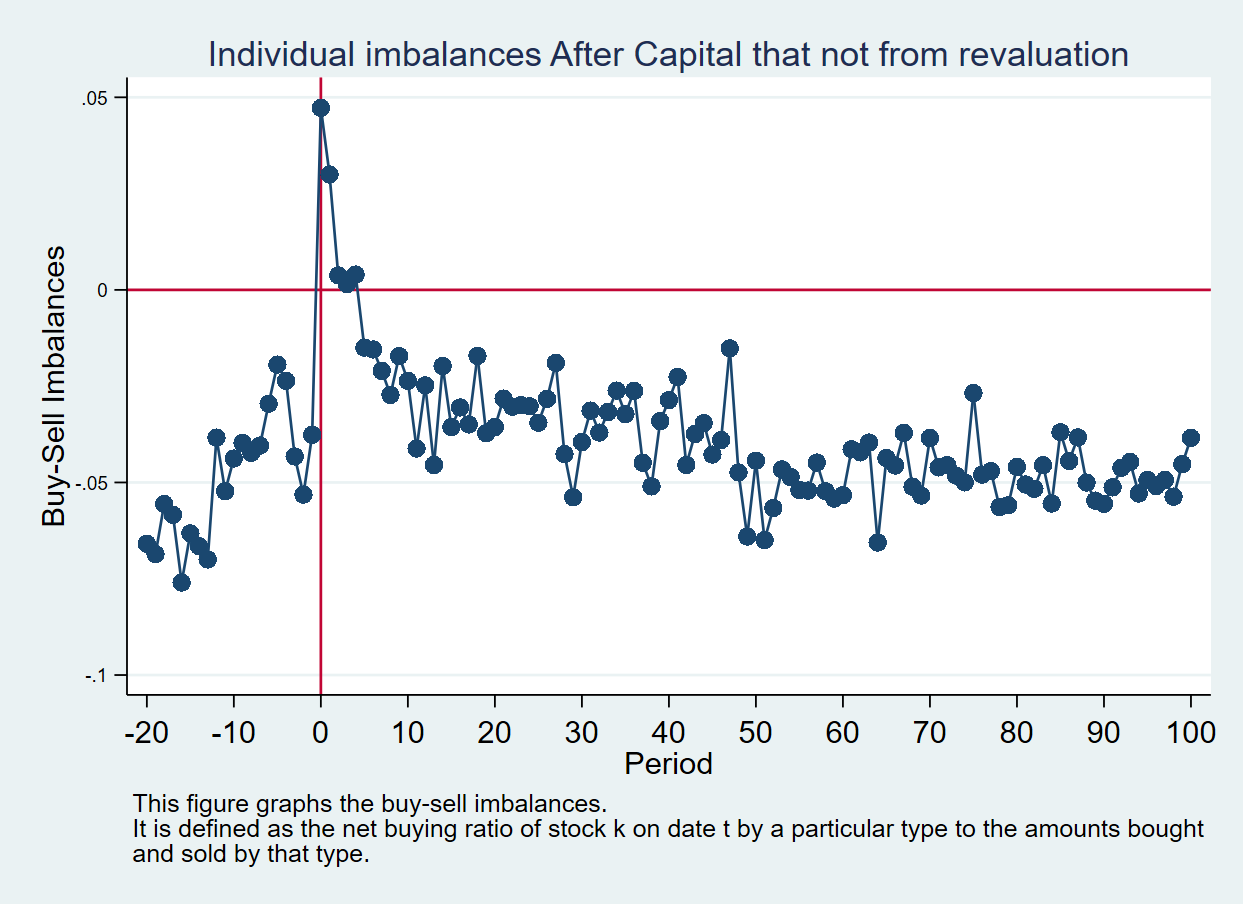 Individual imbalances After Capital that not from revaluation
.05
0
-.05
-.1
Buy-Sell Imbalances
-20 -10 0 10 20 30 40 50 60 70 80 90 100
Period
This figure graphs the buy-sell imbalances.
It is defined as the net buying ratio of stock k on date t by a particular type to the amounts bought
and sold by that type.